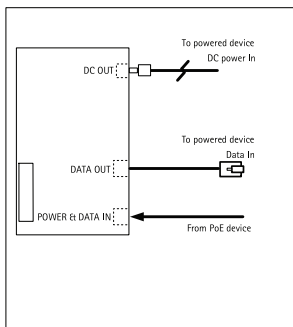 To powered device
DC power In
DC OUT
To powered device
Data In
DATA OUT
POWER & DATA IN
From PoE device